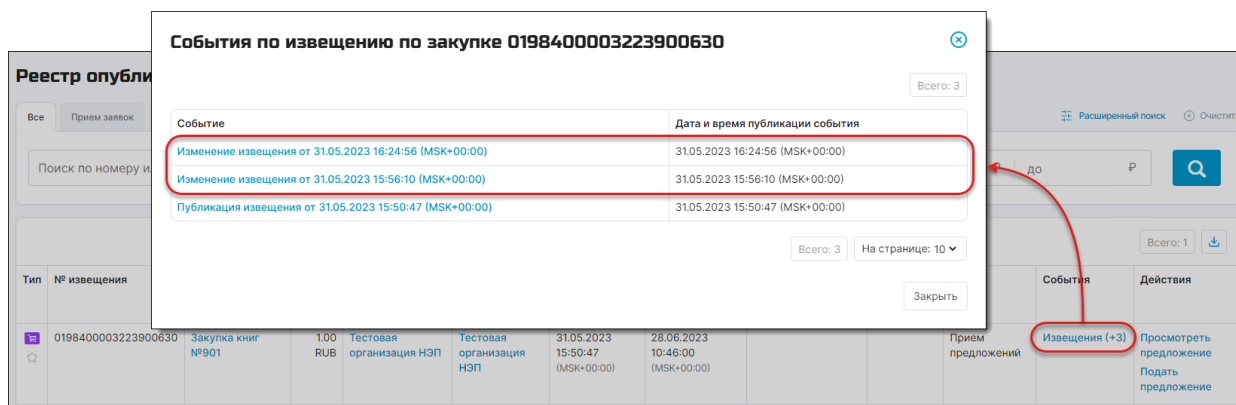 События по извещению по закупке 0198400003223900630
Всего: 3
Событие Дата и время публикации события
Изменение извещения от 31.05.2023 16:24:56 (MSK+00:00) 31.05.2023 16:24:56 (MSK+00:00)
Изменение извещения от 31.05.2023 15:56:10 (MSK+00:00) 31.05.2023 15:56:10 (MSK+00:00)
Публикация извещения от 31.05.2023 15:50:47 (MSK+00:00) 31.05.2023 15:50:47 (MSK+00:00)
Всего: 3 На странице: 10
Закрыть
Реестр опубли
Все Прием заявок Расширенный поиск Очистит
Поиск по номеру и до ₽
Всего: 1
Тип № извещения События Действия
0198400003223900630 Закупка книг 1.00 Тестовая Тестовая 31.05.2023 28.06.2023 Прием Извещения (+3) Просмотреть
№901 RUB организация НЭП организация 15:50:47 10:46:00 предложений предложение
НЭП (MSK+00:00) (MSK+00:00) Подать
предложение